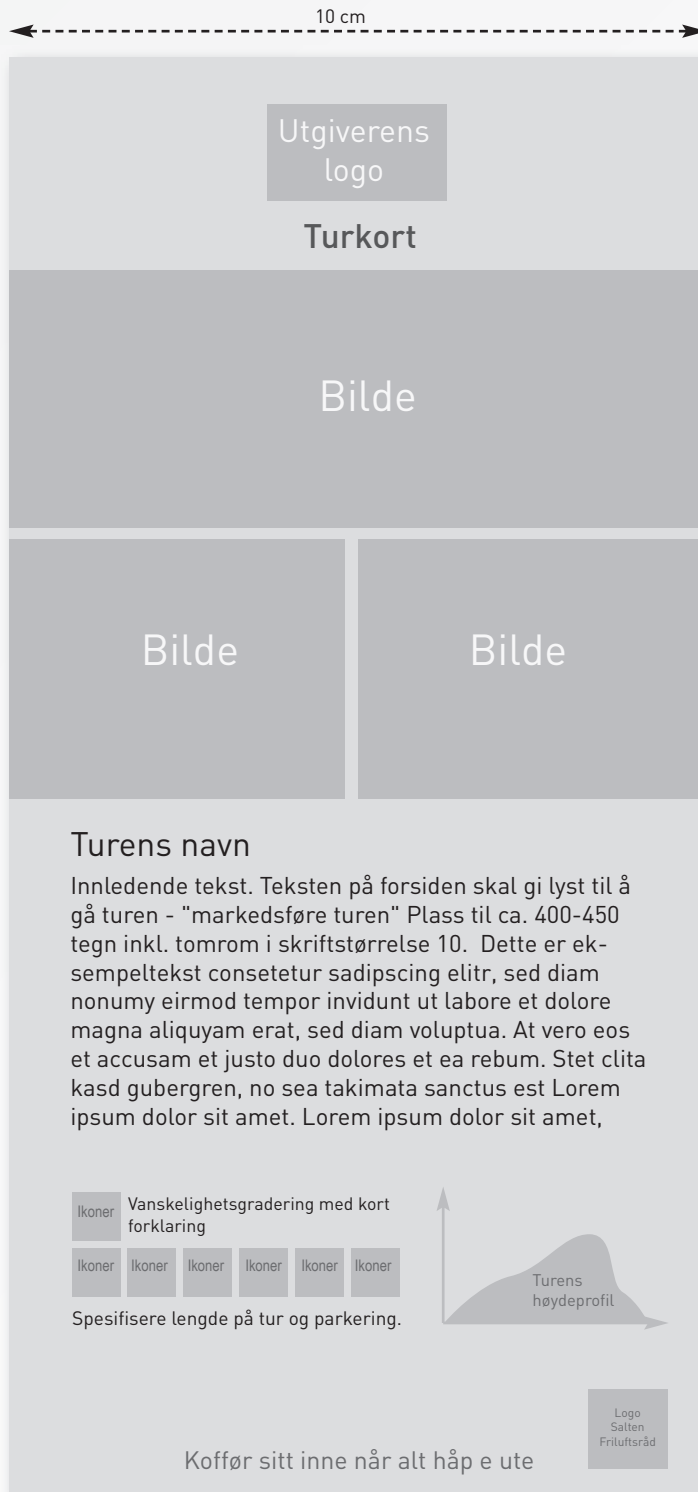 10 cm
Utgiverens
logo
Turkort
Bilde
Bilde
Bilde
Turens navn
Innledende tekst. Teksten på forsiden skal gi lyst til å
gå turen - "markedsføre turen" Plass til ca. 400-450
tegn inkl. tomrom i skriftstørrelse 10.  Dette er ek-
sempeltekst consetetur sadipscing elitr, sed diam
nonumy eirmod tempor invidunt ut labore et dolore
magna aliquyam erat, sed diam voluptua. At vero eos
et accusam et justo duo dolores et ea rebum. Stet clita
kasd gubergren, no sea takimata sanctus est Lorem
ipsum dolor sit amet. Lorem ipsum dolor sit amet,
Ikoner
Vanskelighetsgradering med kort
forklaring
Ikoner Ikoner Ikoner Ikoner Ikoner Ikoner
Spesifisere lengde på tur og parkering.
Turens
høydeprofil
Logo
Salten
Friluftsråd
Koffør sitt inne når alt håp e ute